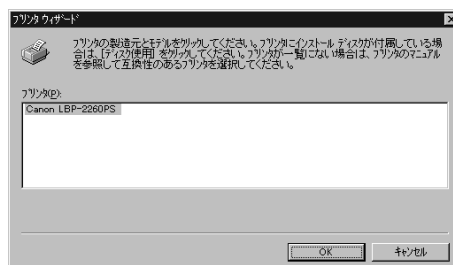 プリンタ ウィザード
プリンタの製造元とモデルをクリックしてください。プリンタにインストール ディスクが付属している場
合は、[ディスク使用] をクリックしてください。プリンタが一覧にない場合は、プリンタのマニュアル
を参照して互換性のあるプリンタを選択してください。
プリンタ(P):
Canon LBP-2260PS
OK
キャンセル